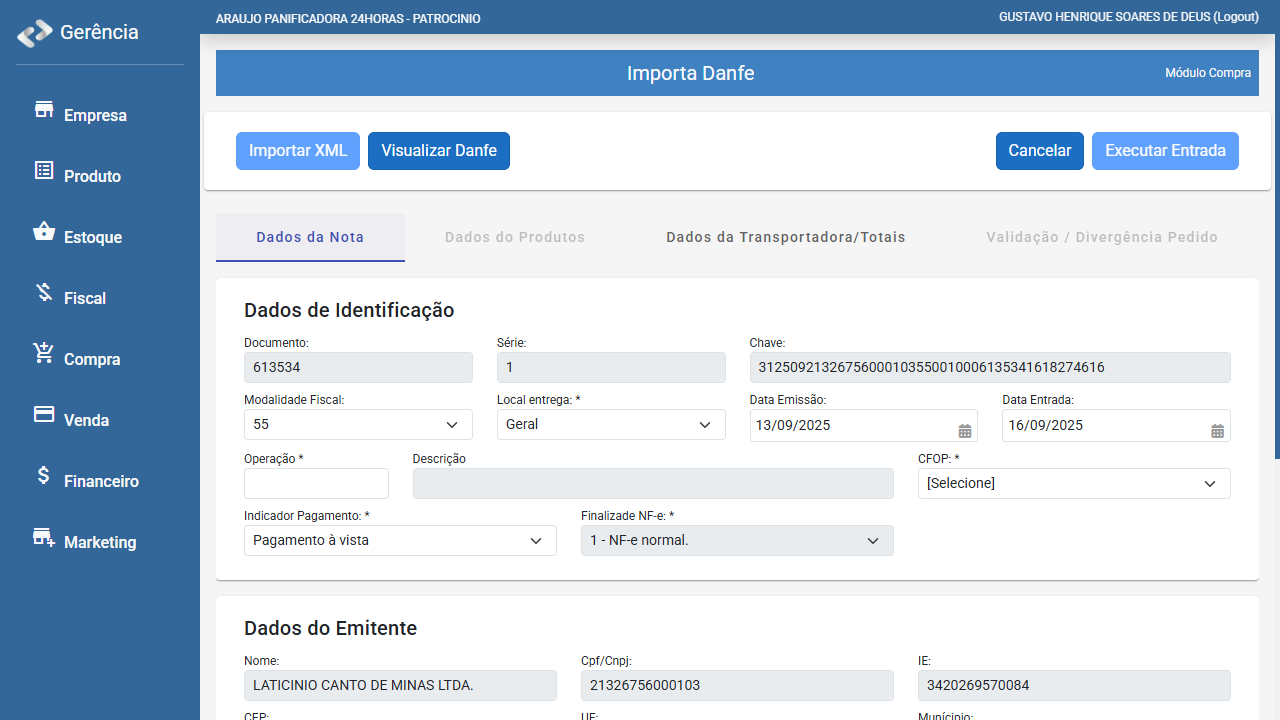 Gerência
ARAUJO PANIFICADORA 24HORAS - PATROCINIO
GUSTAVO HENRIQUE SOARES DE DEUS (Logout)
Empresa
Produto
Estoque
Fiscal
Compra
Venda
Financeiro
Marketing
Importa Danfe
Módulo Compra
Importar XML Visualizar Danfe Cancelar Executar Entrada
Dados da Nota Dados do Produtos Dados da Transportadora/Totais Validação / Divergência Pedido
Dados de Identificação
Documento: Série: Chave:
613534 1 31250921326756000103550010006135341618274616
Modalidade Fiscal: Local entrega: * Data Emissão: Data Entrada:
55 Geral 13/09/2025 16/09/2025
Operação * Descrição CFOP: *
[Selecione]
Indicador Pagamento: * Finalizade NF-e: *
Pagamento à vista 1 - NF-e normal.
Dados do Emitente
Nome: Cpf/Cnpj: IE:
LATICINIO CANTO DE MINAS LTDA. 21326756000103 3420269570084
CEP: UF: Município: